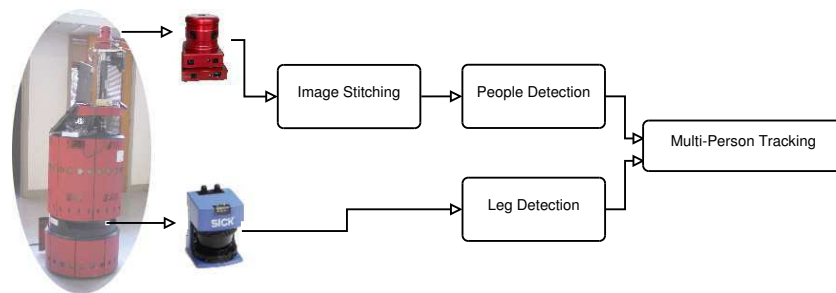 Image Stitching
People Detection
Multi-Person Tracking
Leg Detection
SICK